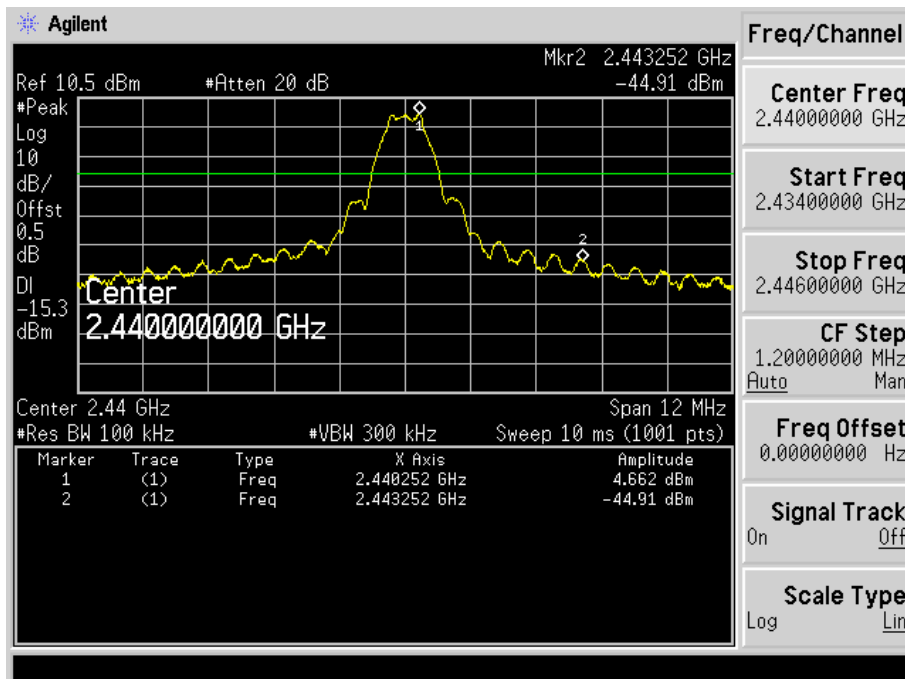 Agilent
Freq/Channel
Mkr2 2.443252 GHz
Ref 10.5 dBm #Atten 20 dB -44.91 dBm
#Peak
Log
10
dB/
Offst
0.5
dB
DI
-15.3
dBm
1
2
Center
2.440000000 GHz
Center 2.44 GHz Span 12 MHz
#Res BW 100 kHz #VBW 300 kHz Sweep 10 ms (1001 pts)
Marker Trace Type X Axis Amplitude
1 (1) Freq 2.440252 GHz 4.662 dBm
2 (1) Freq 2.443252 GHz -44.91 dBm
Center Freq
2.44000000 GHz
Start Freq
2.43400000 GHz
Stop Freq
2.44600000 GHz
CF Step
1.20000000 MHz
Auto Man
Freq Offset
0.00000000 Hz
Signal Track
On Off
Scale Type
Log Lin